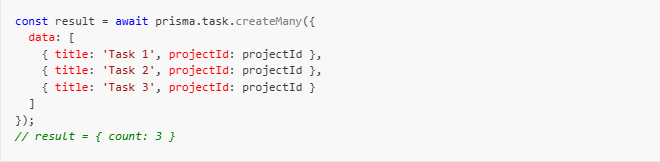 const result = await prisma.task.createMany({
  data: [
    { title: 'Task 1', projectId: projectId },
    { title: 'Task 2', projectId: projectId },
    { title: 'Task 3', projectId: projectId }
  ]
});
// result = { count: 3 }